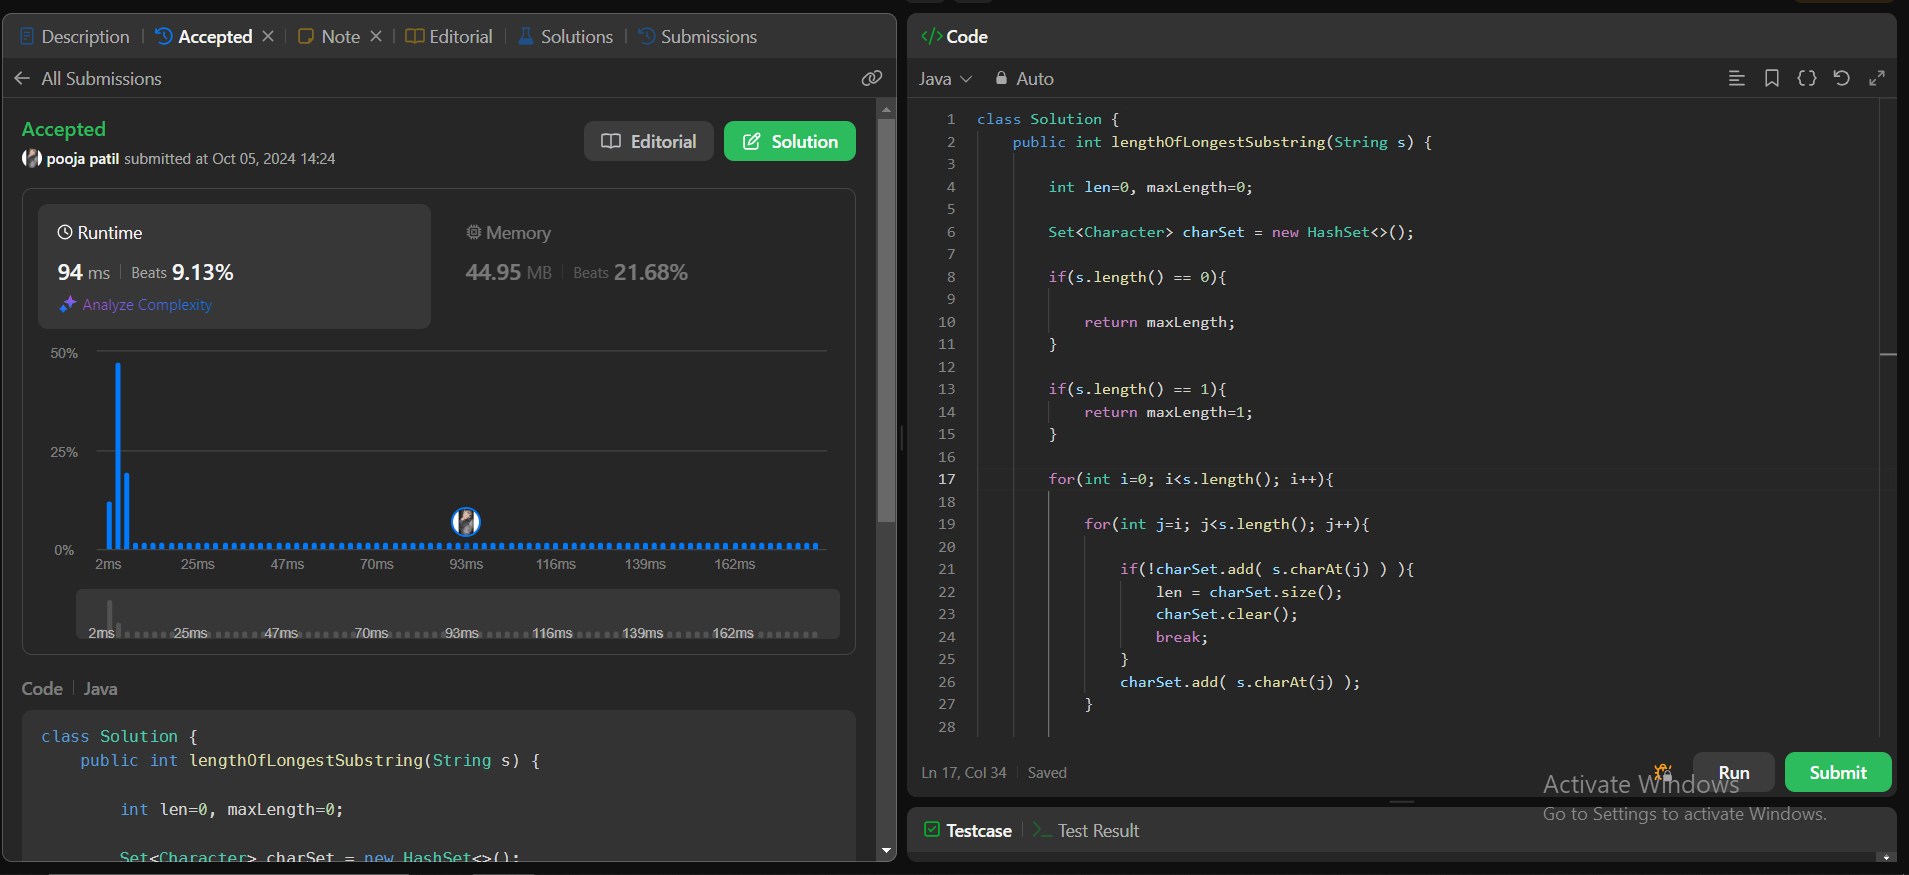 Description Accepted Note Editorial Solutions Submissions
All Submissions
Accepted
pooja patil submitted at Oct 05, 2024 14:24
Editorial
Solution
Runtime
94 ms Beats 9.13%
Analyze Complexity
Memory
44.95 MB Beats 21.68%
50%
25%
0%
2ms 25ms 47ms 70ms 93ms 116ms 139ms 162ms
2ms 25ms 47ms 70ms 93ms 116ms 139ms 162ms
Code Java
class Solution {
public int lengthOfLongestSubstring(String s) {
int len=0, maxLength=0;
Set<Character> charSet = new HashSet<>();
</> Code
Java Auto
1 class Solution {
2 public int lengthOfLongestSubstring(String s) {
3
4 int len=0, maxLength=0;
5
6 Set<Character> charSet = new HashSet<>();
7
8 if(s.length() == 0){
9
10 return maxLength;
11 }
12
13 if(s.length() == 1){
14 return maxLength=1;
15 }
16
17 for(int i=0; i<s.length(); i++){
18
19 for(int j=i; j<s.length(); j++){
20
21 if(!charSet.add( s.charAt(j) ) ){
22 len = charSet.size();
23 charSet.clear();
24 break;
25 }
26 charSet.add( s.charAt(j) );
27 }
28
Ln 17, Col 34 Saved
Run
Submit
Activate Windows
Go to Settings to activate Windows.
Testcase
Test Result